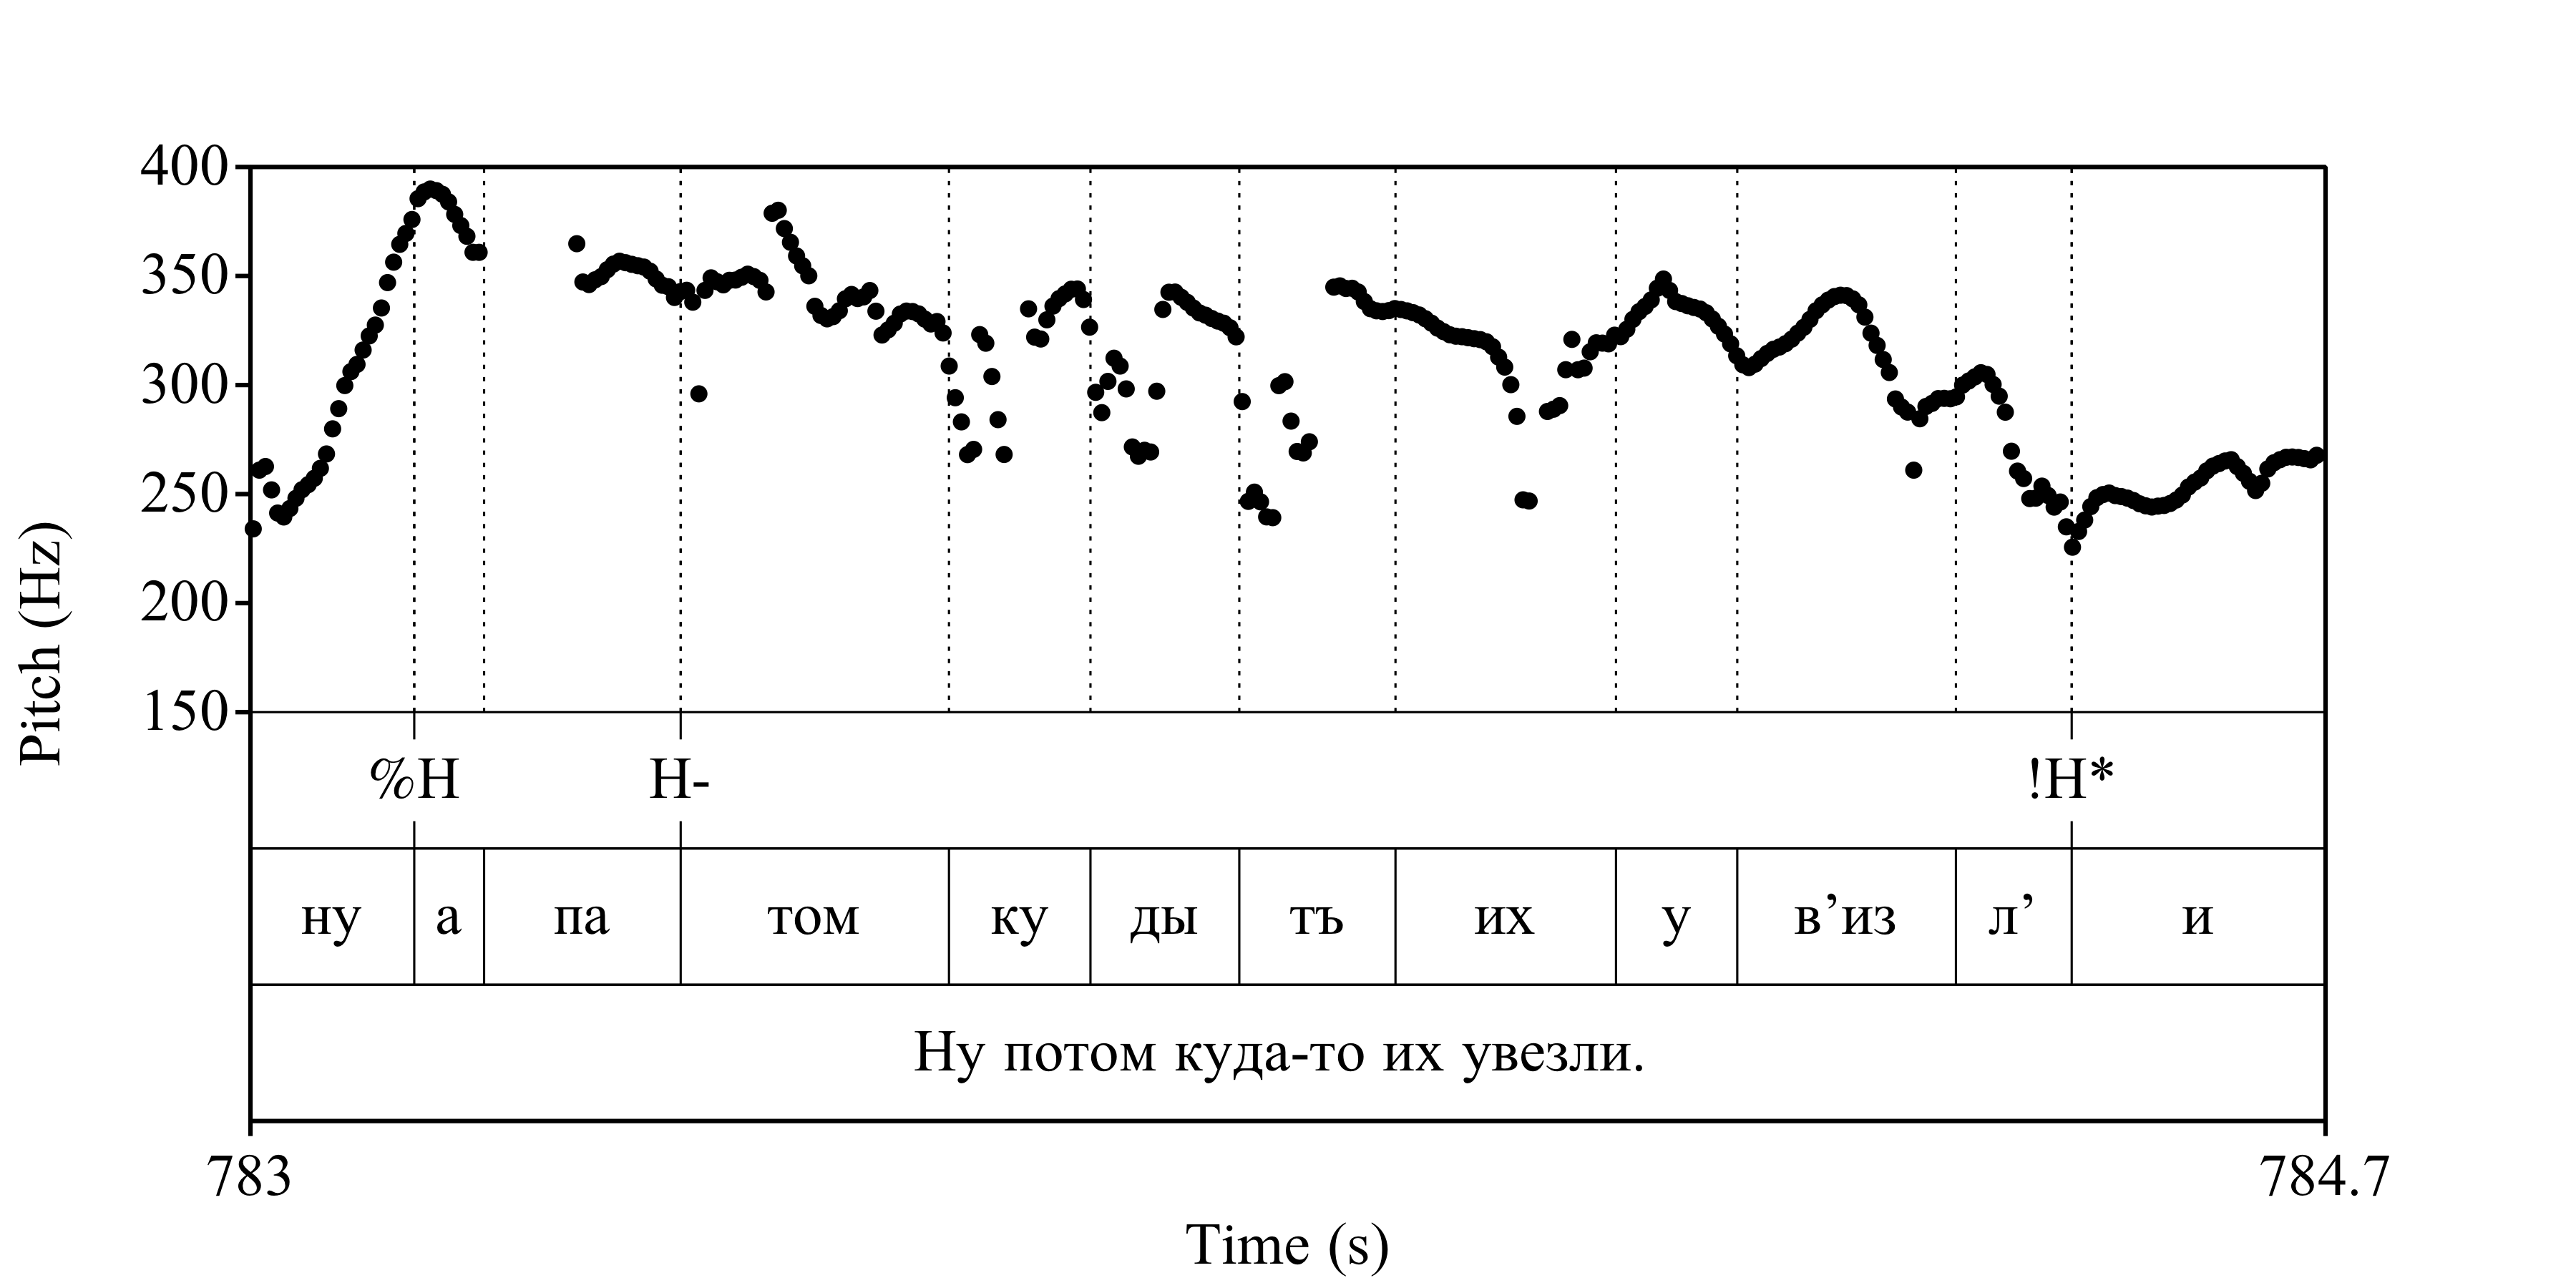 400
350
300
250
200
150
Pitch (Hz)
%H H- !H*
ну а па том ку ды тъ их у в’из л’ и
Ну потом куда-то их увезли.
783 784.7
Time (s)